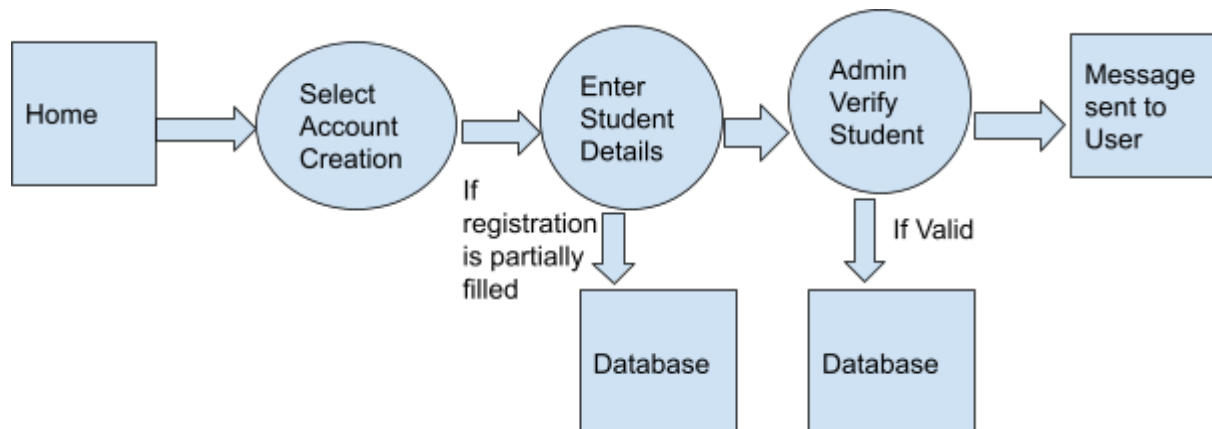 Home
Select
Account
Creation
Enter
Student
Details
Admin
Verify
Student
Message
sent to
User
If
registration
is partially
filled
If Valid
Database
Database